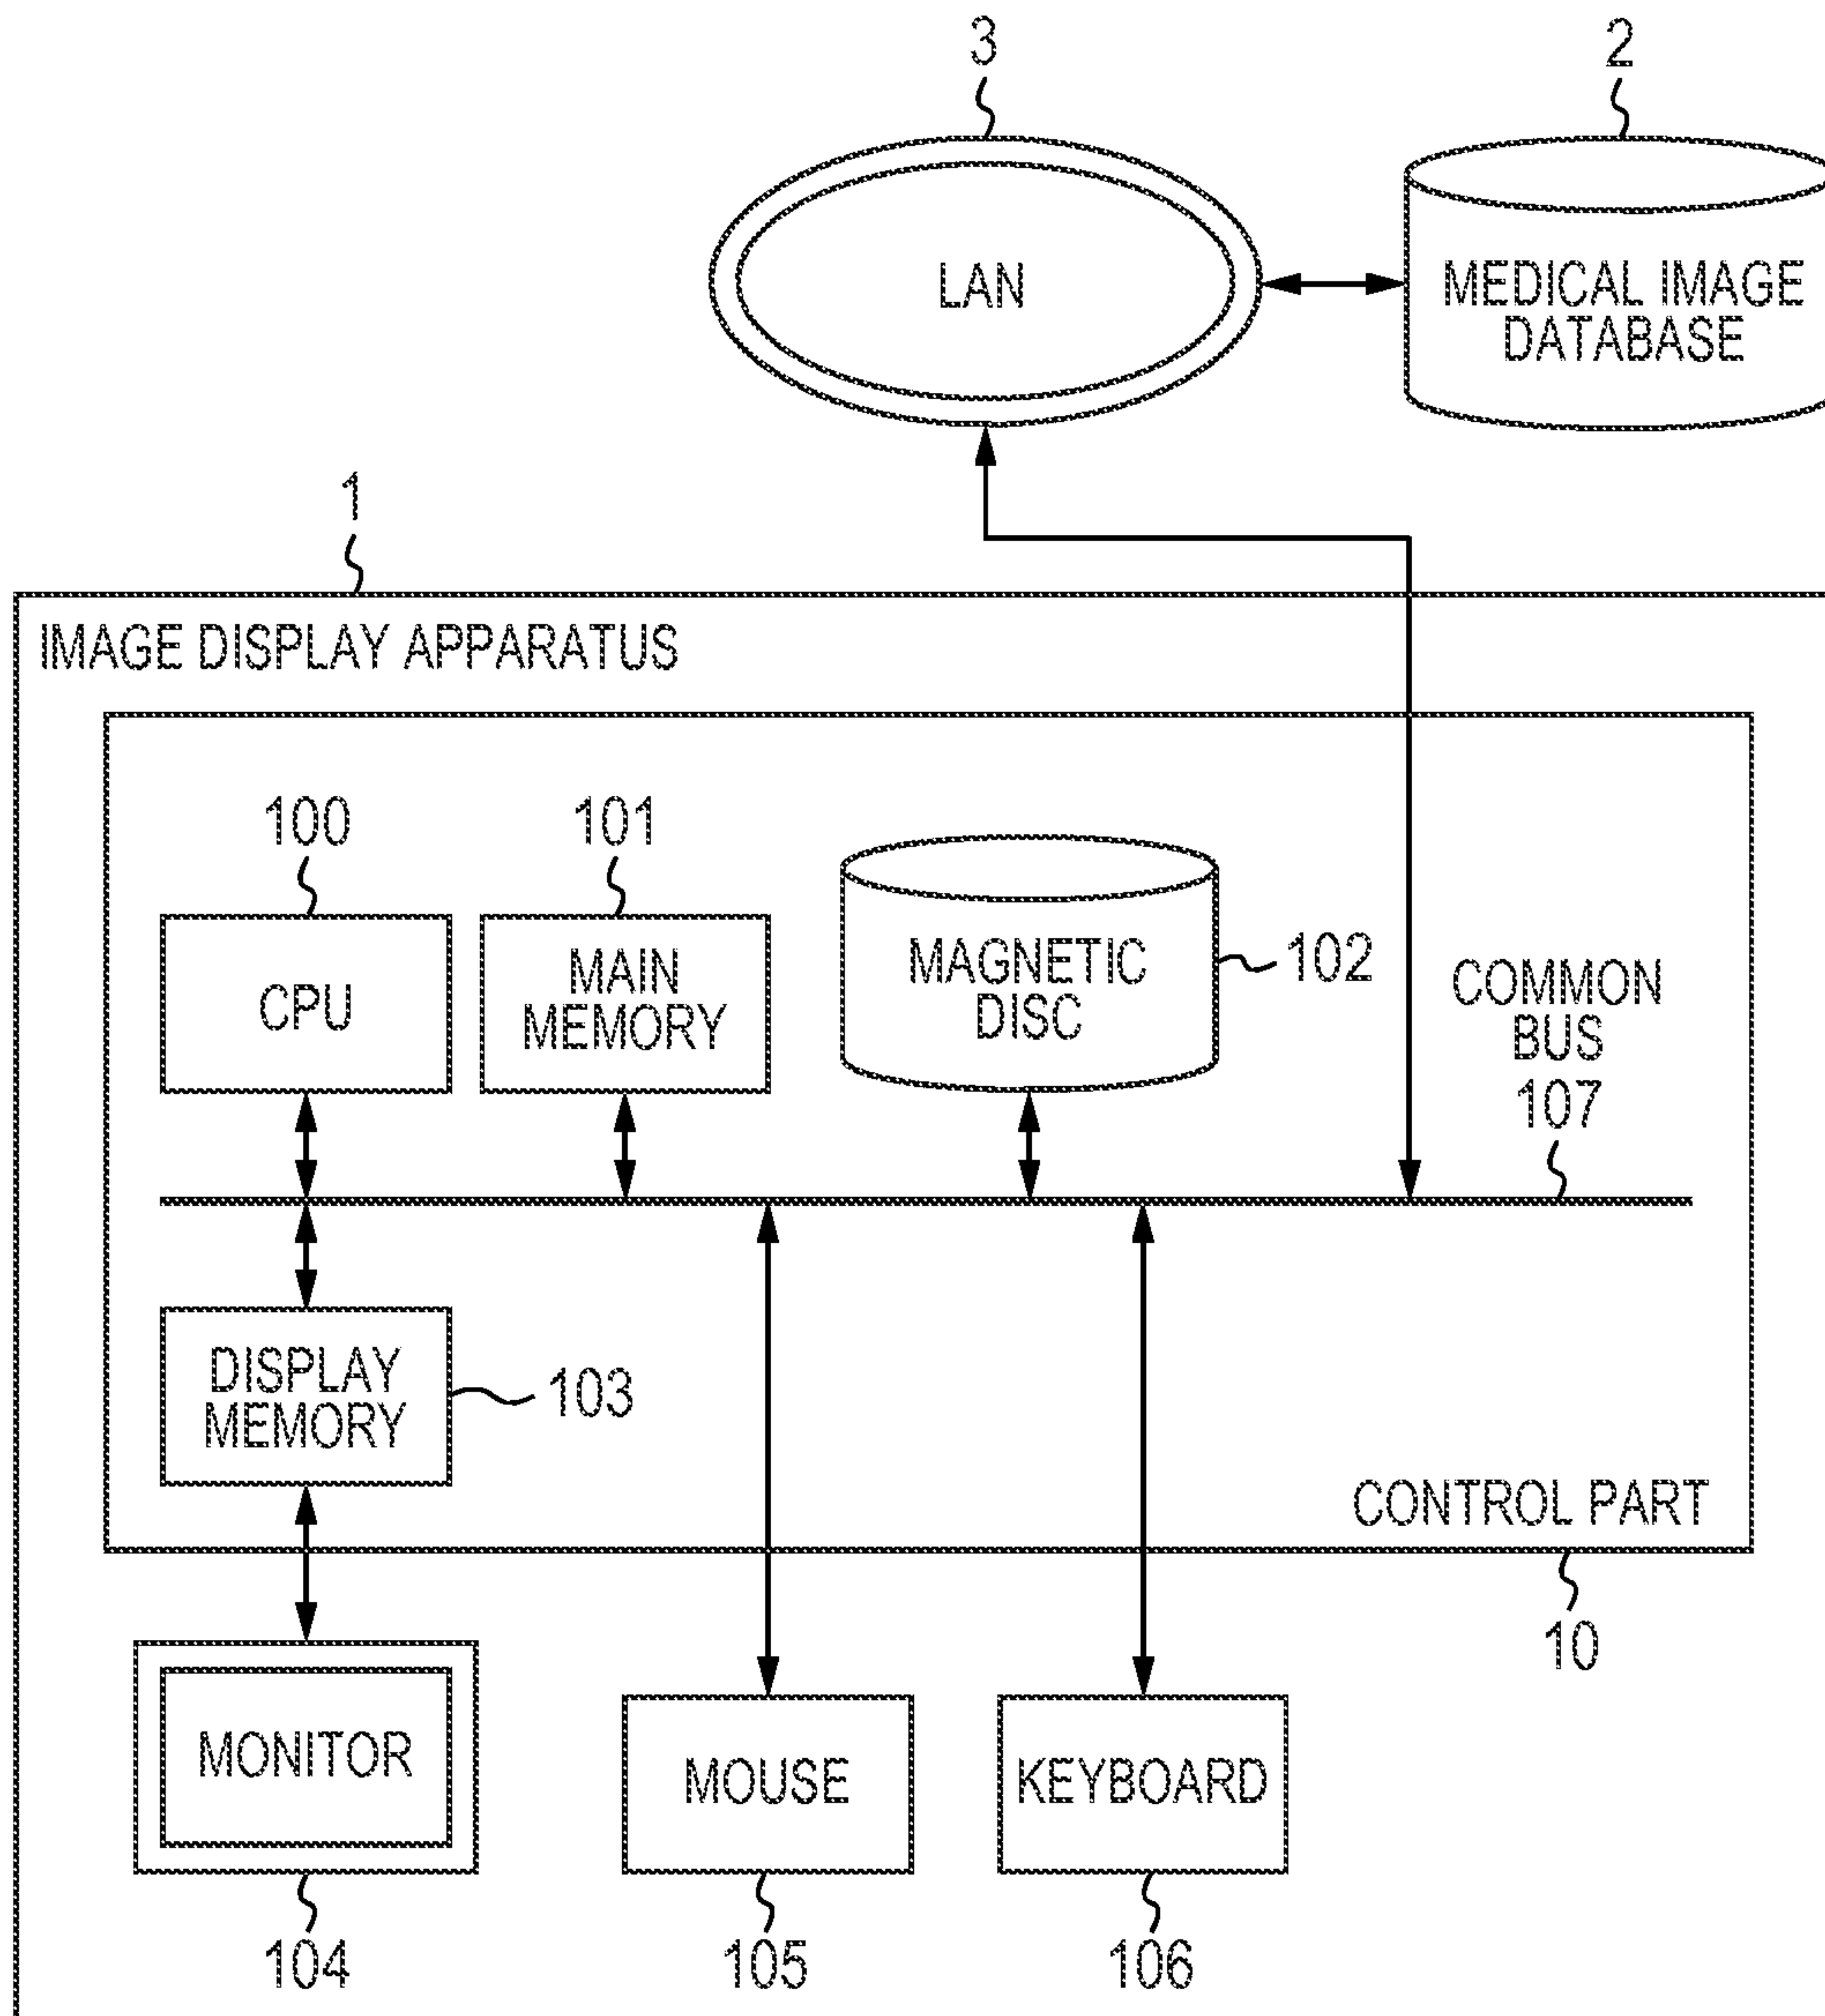 3
2
LAN
MEDICAL IMAGE
DATABASE
1
IMAGE DISPLAY APPARATUS
100
101
CPU
MAIN
MEMORY
MAGNETIC
DISC
102
COMMON
BUS
107
DISPLAY
MEMORY
103
CONTROL PART
10
MONITOR
MOUSE
KEYBOARD
104
105
106